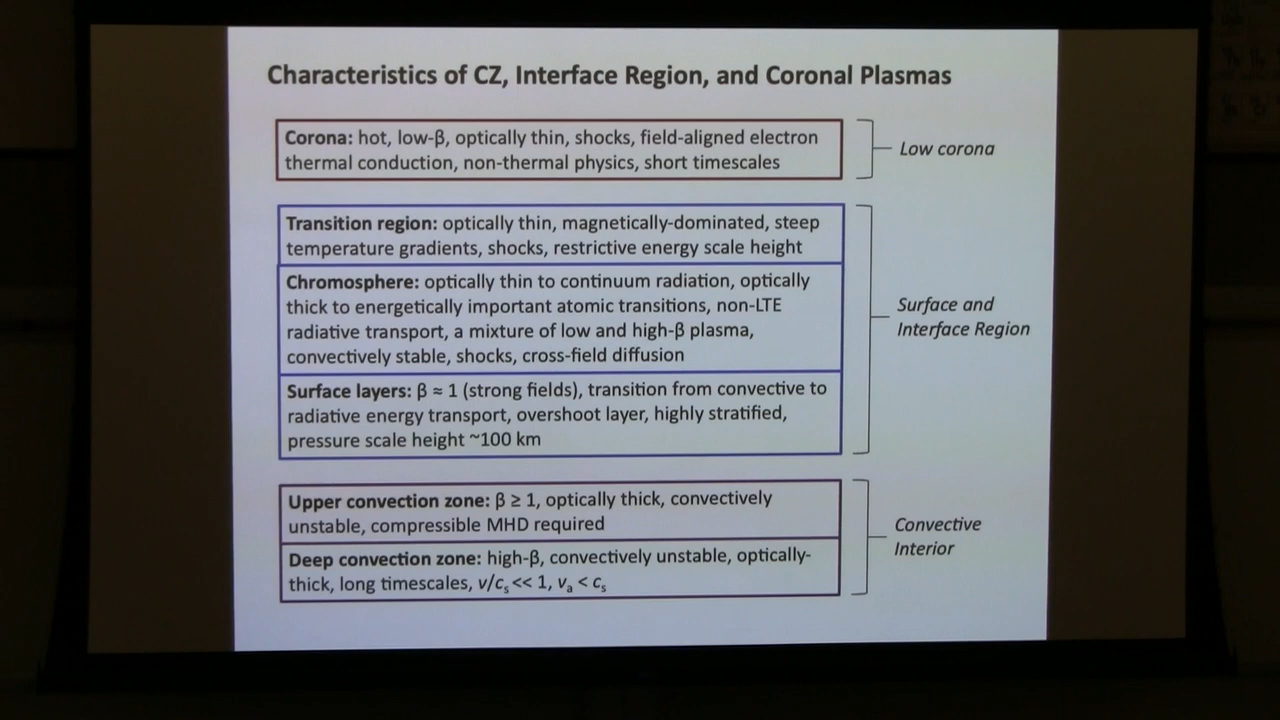 Characteristics of CZ, Interface Region, and Coronal Plasmas
Corona: hot, low-β, optically thin, shocks, field-aligned electron
thermal conduction, non-thermal physics, short timescales
Low corona
Transition region: optically thin, magnetically-dominated, steep
temperature gradients, shocks, restrictive energy scale height
Chromosphere: optically thin to continuum radiation, optically
thick to energetically important atomic transitions, non-LTE
radiative transport, a mixture of low and high-β plasma,
convectively stable, shocks, cross-field diffusion
Surface layers: β ≈ 1 (strong fields), transition from convective to
radiative energy transport, overshoot layer, highly stratified,
pressure scale height ~100 km
Surface and
Interface Region
Upper convection zone: β ≥ 1, optically thick, convectively
unstable, compressible MHD required
Deep convection zone: high-β, convectively unstable, optically-
thick, long timescales, v/cs << 1, va < cs
Convective
Interior